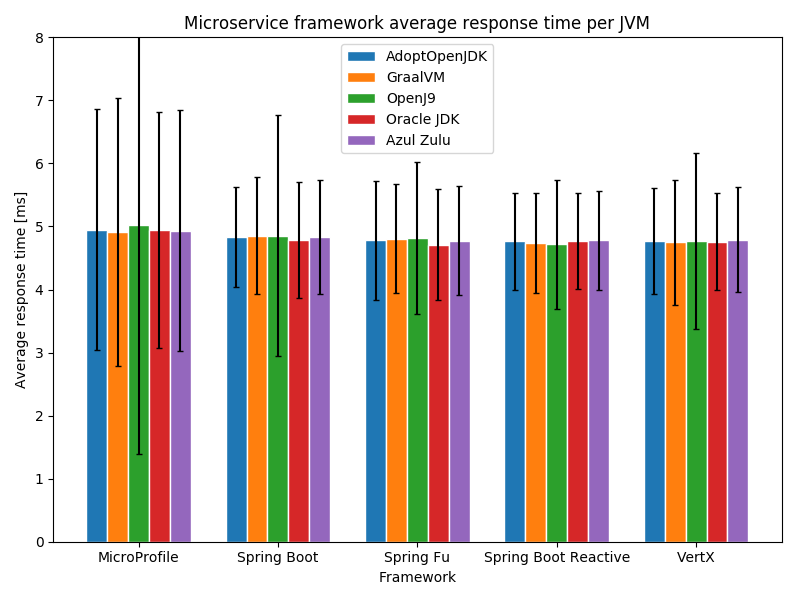 Microservice framework average response time per JVM
AdoptOpenJDK
GraalVM
OpenJ9
Oracle JDK
Azul Zulu
Average response time [ms]
8
7
6
5
4
3
2
1
0
MicroProfile
Spring Boot
Spring Fu
Spring Boot Reactive
VertX
Framework